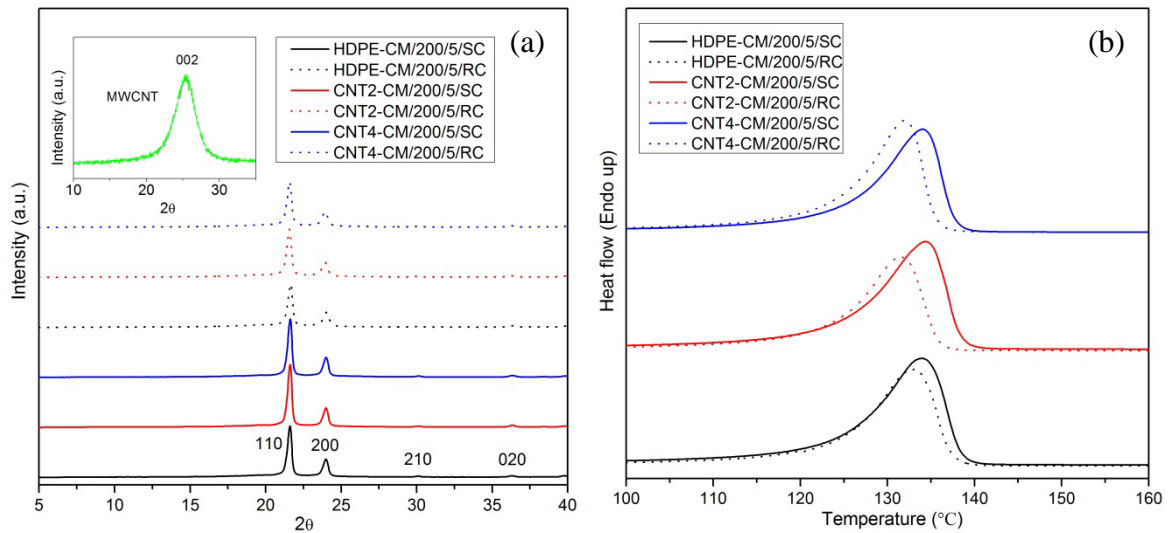 (a)
HDPE-CM/200/5/SC
HDPE-CM/200/5/RC
CNT2-CM/200/5/SC
CNT2-CM/200/5/RC
CNT4-CM/200/5/SC
CNT4-CM/200/5/RC
002
MWCNT
Intensity (a.u.)
10 20 30
2θ
Intensity (a.u.)
110 200 210 020
5 10 15 20 25 30 35 40
2θ
(b)
HDPE-CM/200/5/SC
HDPE-CM/200/5/RC
CNT2-CM/200/5/SC
CNT2-CM/200/5/RC
CNT4-CM/200/5/SC
CNT4-CM/200/5/RC
Heat flow (Endo up)
100 110 120 130 140 150 160
Temperature (°C)